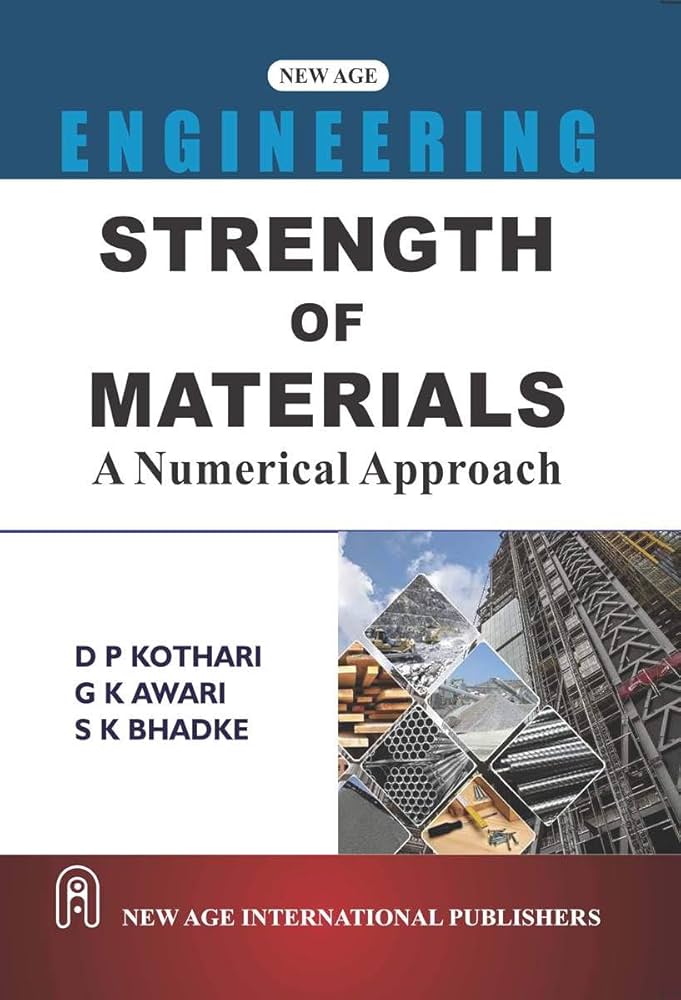 NEW AGE
ENGINEERING
STRENGTH
OF
MATERIALS
A Numerical Approach
D P KOTHARI
G K AWARI
S K BHADKE
NEW AGE INTERNATIONAL PUBLISHERS